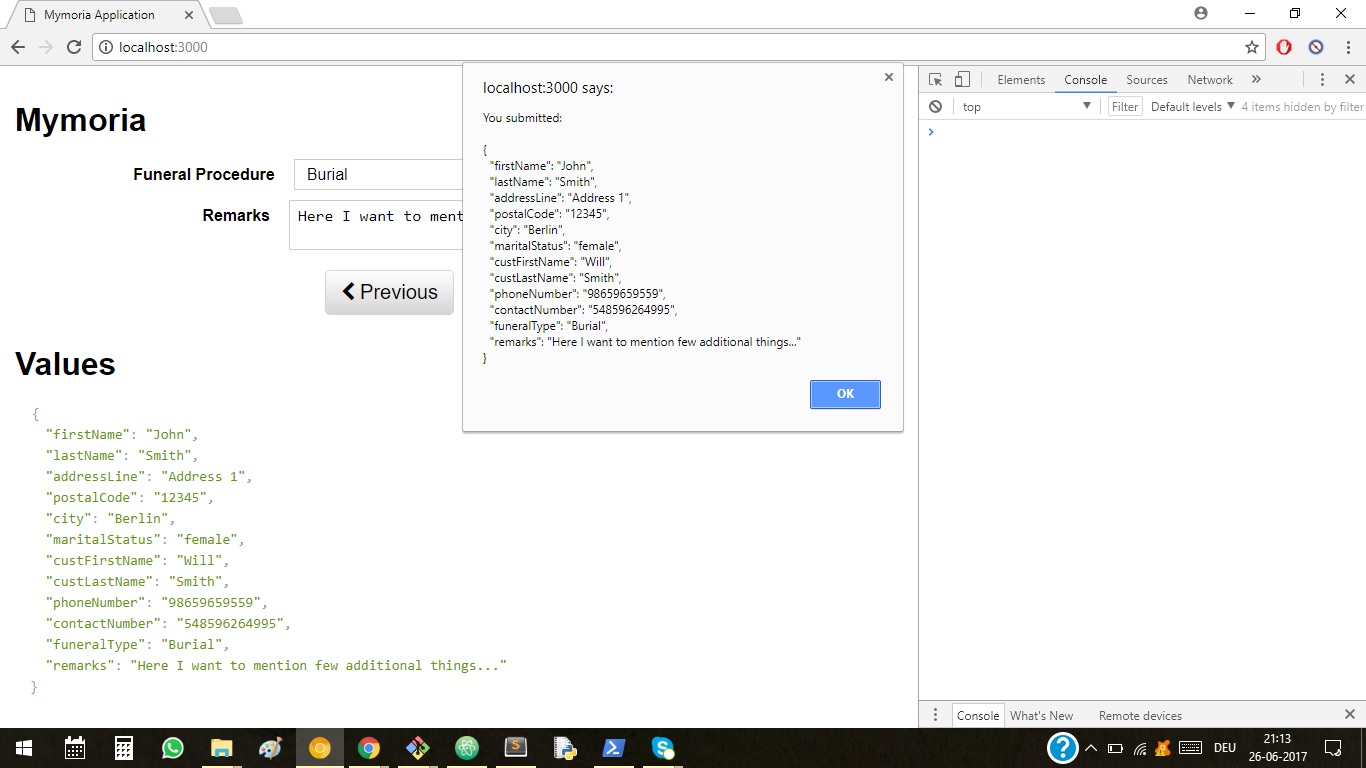 Mymoria Application
localhost:3000
Mymoria
Funeral Procedure
Burial
Remarks
Here I want to ment
Previous
Values
{
"firstName": "John",
"lastName": "Smith",
"addressLine": "Address 1",
"postalCode": "12345",
"city": "Berlin",
"maritalStatus": "female",
"custFirstName": "Will",
"custLastName": "Smith",
"phoneNumber": "98659659559",
"contactNumber": "548596264995",
"funeralType": "Burial",
"remarks": "Here I want to mention few additional things..."
}
localhost:3000 says:
You submitted:
{
"firstName": "John",
"lastName": "Smith",
"addressLine": "Address 1",
"postalCode": "12345",
"city": "Berlin",
"maritalStatus": "female",
"custFirstName": "Will",
"custLastName": "Smith",
"phoneNumber": "98659659559",
"contactNumber": "548596264995",
"funeralType": "Burial",
"remarks": "Here I want to mention few additional things..."
}
OK
Elements Console Sources Network »
top Filter Default levels 4 items hidden by filter
Console What's New Remote devices
DEU
21:13
26-06-2017